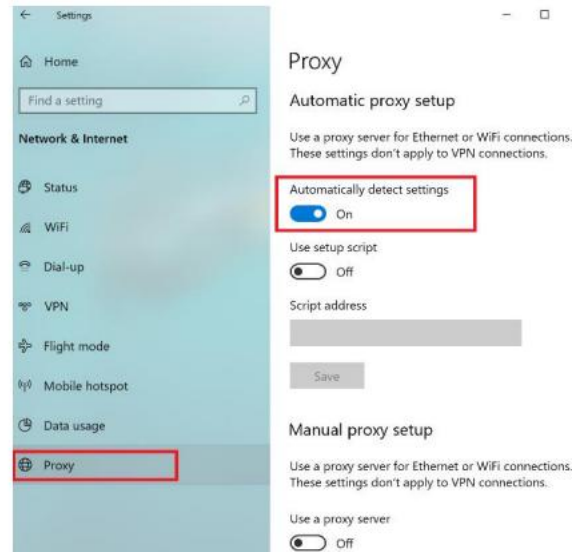 Settings
Home
Find a setting
Network & Internet
Status
WiFi
Dial-up
VPN
Flight mode
Mobile hotspot
Data usage
Proxy
Proxy
Automatic proxy setup
Use a proxy server for Ethernet or WiFi connections.
These settings don't apply to VPN connections.
Automatically detect settings
On
Use setup script
Off
Script address
Save
Manual proxy setup
Use a proxy server for Ethernet or WiFi connections.
These settings don't apply to VPN connections.
Use a proxy server
Off